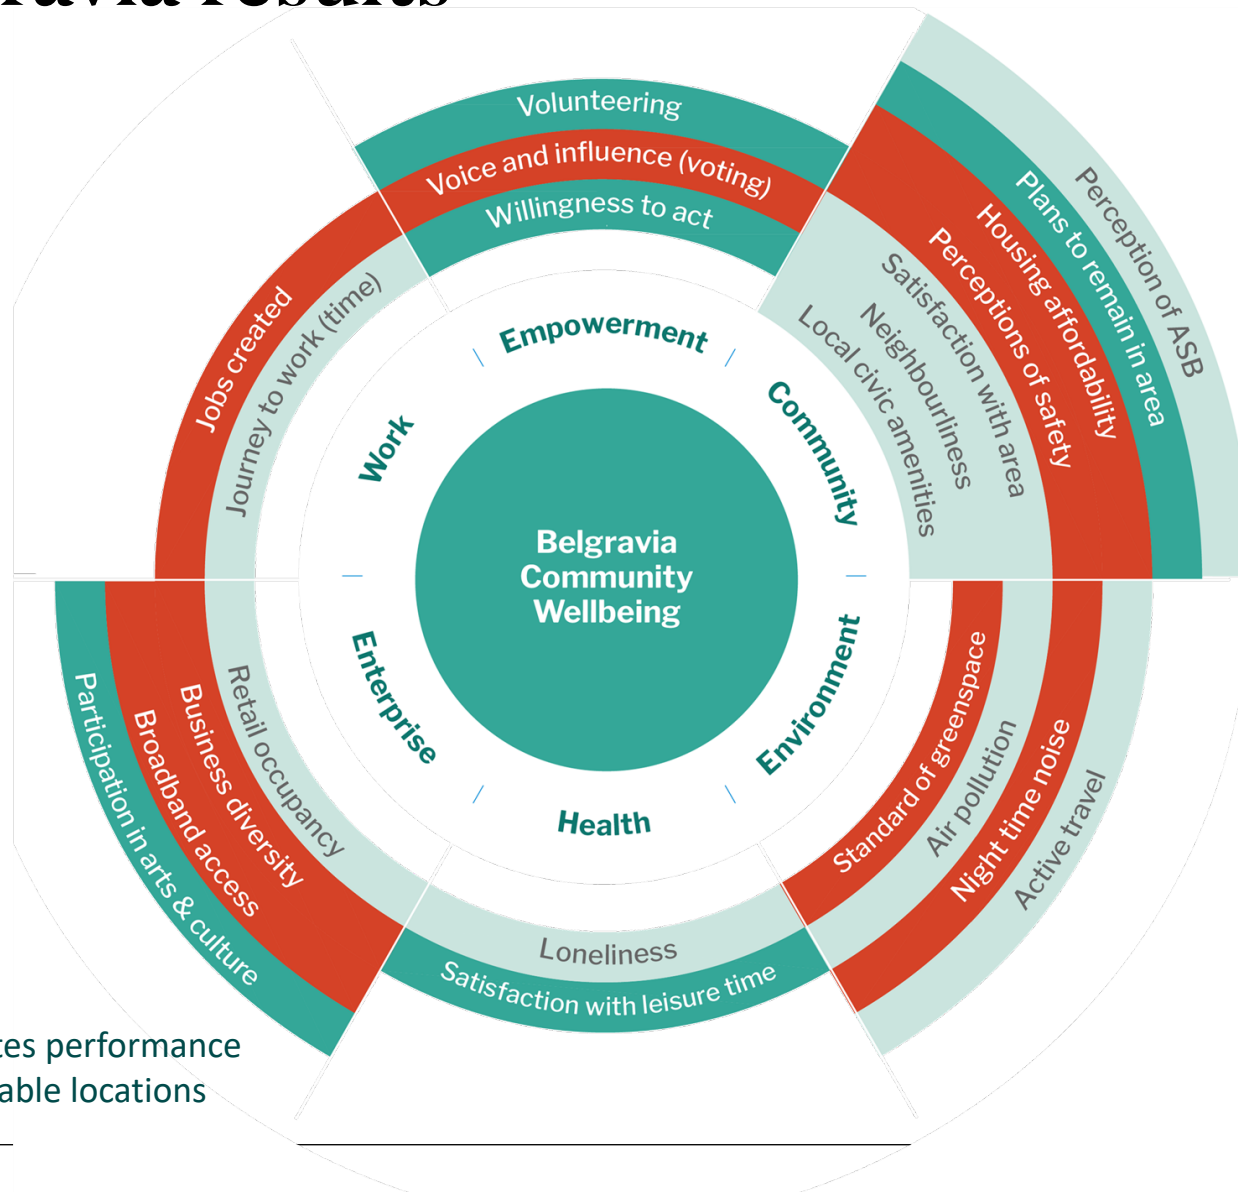 results
Volunteering
Voice and influence (voting)
Willingness to act
Perception of ASB
Plans to remain in area
Housing affordability
Perceptions of safety
Satisfaction with area
Neighbourliness
Local civic amenities
Jobs created
Journey to work (time)
Empowerment
Community
Work
Belgravia
Community
Wellbeing
Enterprise
Environment
Health
Standard of greenspace
Air pollution
Night time noise
Active travel
Retail occupancy
Business diversity
Broadband access
Participation in arts & culture
Loneliness
Satisfaction with leisure time
performance
locations